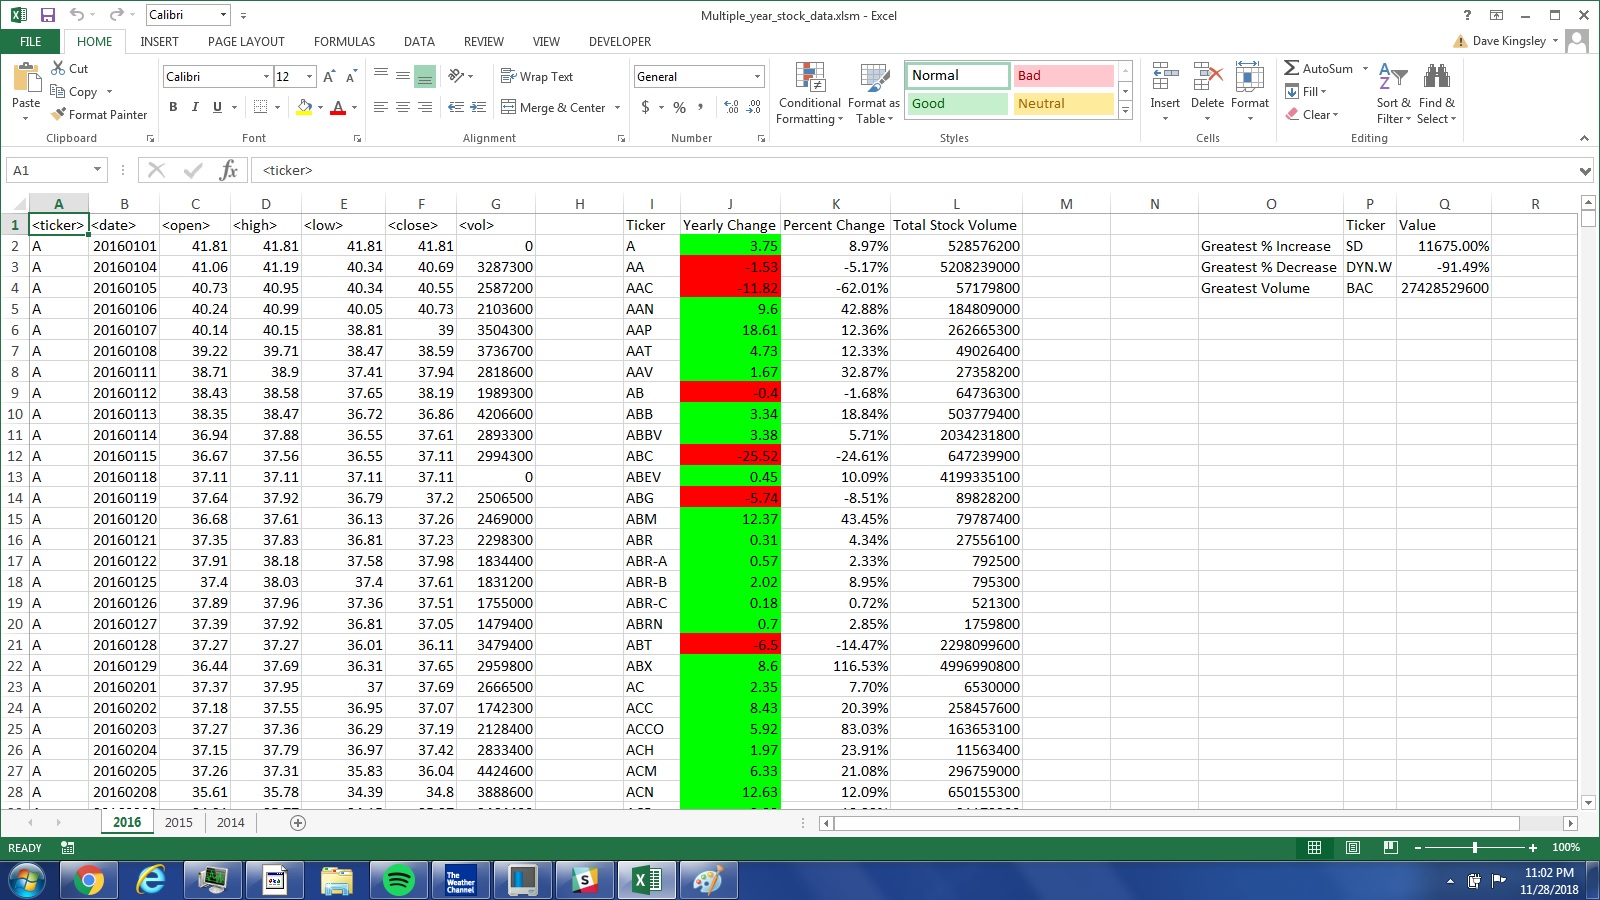 Calibri
Multiple_year_stock_data.xlsm - Excel
?
FILE HOME INSERT PAGE LAYOUT FORMULAS DATA REVIEW VIEW DEVELOPER
Dave Kingsley
Paste
Cut
Copy
Format Painter
Clipboard
Calibri 12
B I U
Font
Wrap Text
Merge & Center
Alignment
General
$ % ,
Number
Conditional Formatting
Format as Table
Normal Bad
Good Neutral
Styles
Insert Delete Format
Cells
AutoSum
Fill
Clear
Sort & Filter
Find & Select
Editing
A1 fx <ticker>
A B C D E F G H I J K L M N O P Q R
1 <ticker> <date> <open> <high> <low> <close> <vol> Ticker Yearly Change Percent Change Total Stock Volume Ticker Value
2 A 20160101 41.81 41.81 41.81 41.81 0 A 3.75 8.97% 528576200 Greatest % Increase SD 11675.00%
3 A 20160104 41.06 41.19 40.34 40.69 3287300 AA -1.53 -5.17% 5208239000 Greatest % Decrease DYN.W -91.49%
4 A 20160105 40.73 40.95 40.34 40.55 2587200 AAC -11.82 -62.01% 57179800 Greatest Volume BAC 27428529600
5 A 20160106 40.24 40.99 40.05 40.73 2103600 AAN 9.6 42.88% 184809000
6 A 20160107 40.14 40.15 38.81 39 3504300 AAP 18.61 12.36% 262665300
7 A 20160108 39.22 39.71 38.47 38.59 3736700 AAT 4.73 12.33% 49026400
8 A 20160111 38.71 38.9 37.41 37.94 2818600 AAV 1.67 32.87% 27358200
9 A 20160112 38.43 38.58 37.65 38.19 1989300 AB -0.4 -1.68% 64736300
10 A 20160113 38.35 38.47 36.72 36.86 4206600 ABB 3.34 18.84% 503779400
11 A 20160114 36.94 37.88 36.55 37.61 2893300 ABBV 3.38 5.71% 2034231800
12 A 20160115 36.67 37.56 36.55 37.11 2994300 ABC -25.52 -24.61% 647239900
13 A 20160118 37.11 37.11 37.11 37.11 0 ABEV 0.45 10.09% 4199335100
14 A 20160119 37.64 37.92 36.79 37.2 2506500 ABG -5.74 -8.51% 89828200
15 A 20160120 36.68 37.61 36.13 37.26 2469000 ABM 12.37 43.45% 79787400
16 A 20160121 37.35 37.83 36.81 37.23 2298300 ABR 0.31 4.34% 27556100
17 A 20160122 37.91 38.18 37.58 37.98 1834400 ABR-A 0.57 2.33% 792500
18 A 20160125 37.4 38.03 37.4 37.61 1831200 ABR-B 2.02 8.95% 795300
19 A 20160126 37.89 37.96 37.36 37.51 1755000 ABR-C 0.18 0.72% 521300
20 A 20160127 37.39 37.92 36.81 37.05 1479400 ABRN 0.7 2.85% 1759800
21 A 20160128 37.27 37.27 36.01 36.11 3479400 ABT -6.5 -14.47% 2298099600
22 A 20160129 36.44 37.69 36.31 37.65 2959800 ABX 8.6 116.53% 4996990800
23 A 20160201 37.37 37.95 37 37.69 2666500 AC 2.35 7.70% 6530000
24 A 20160202 37.18 37.55 36.95 37.07 1742300 ACC 8.43 20.39% 258457600
25 A 20160203 37.27 37.36 36.29 37.19 2128400 ACCO 5.92 83.03% 163653100
26 A 20160204 37.15 37.79 36.97 37.42 2833400 ACH 1.97 23.91% 11563400
27 A 20160205 37.26 37.31 35.83 36.04 4424600 ACM 6.33 21.08% 296759000
28 A 20160208 35.61 35.78 34.39 34.8 3888600 ACN 12.63 12.09% 650155300
2016 2015 2014
READY
100%
The Weather Channel
11:02 PM
11/28/2018